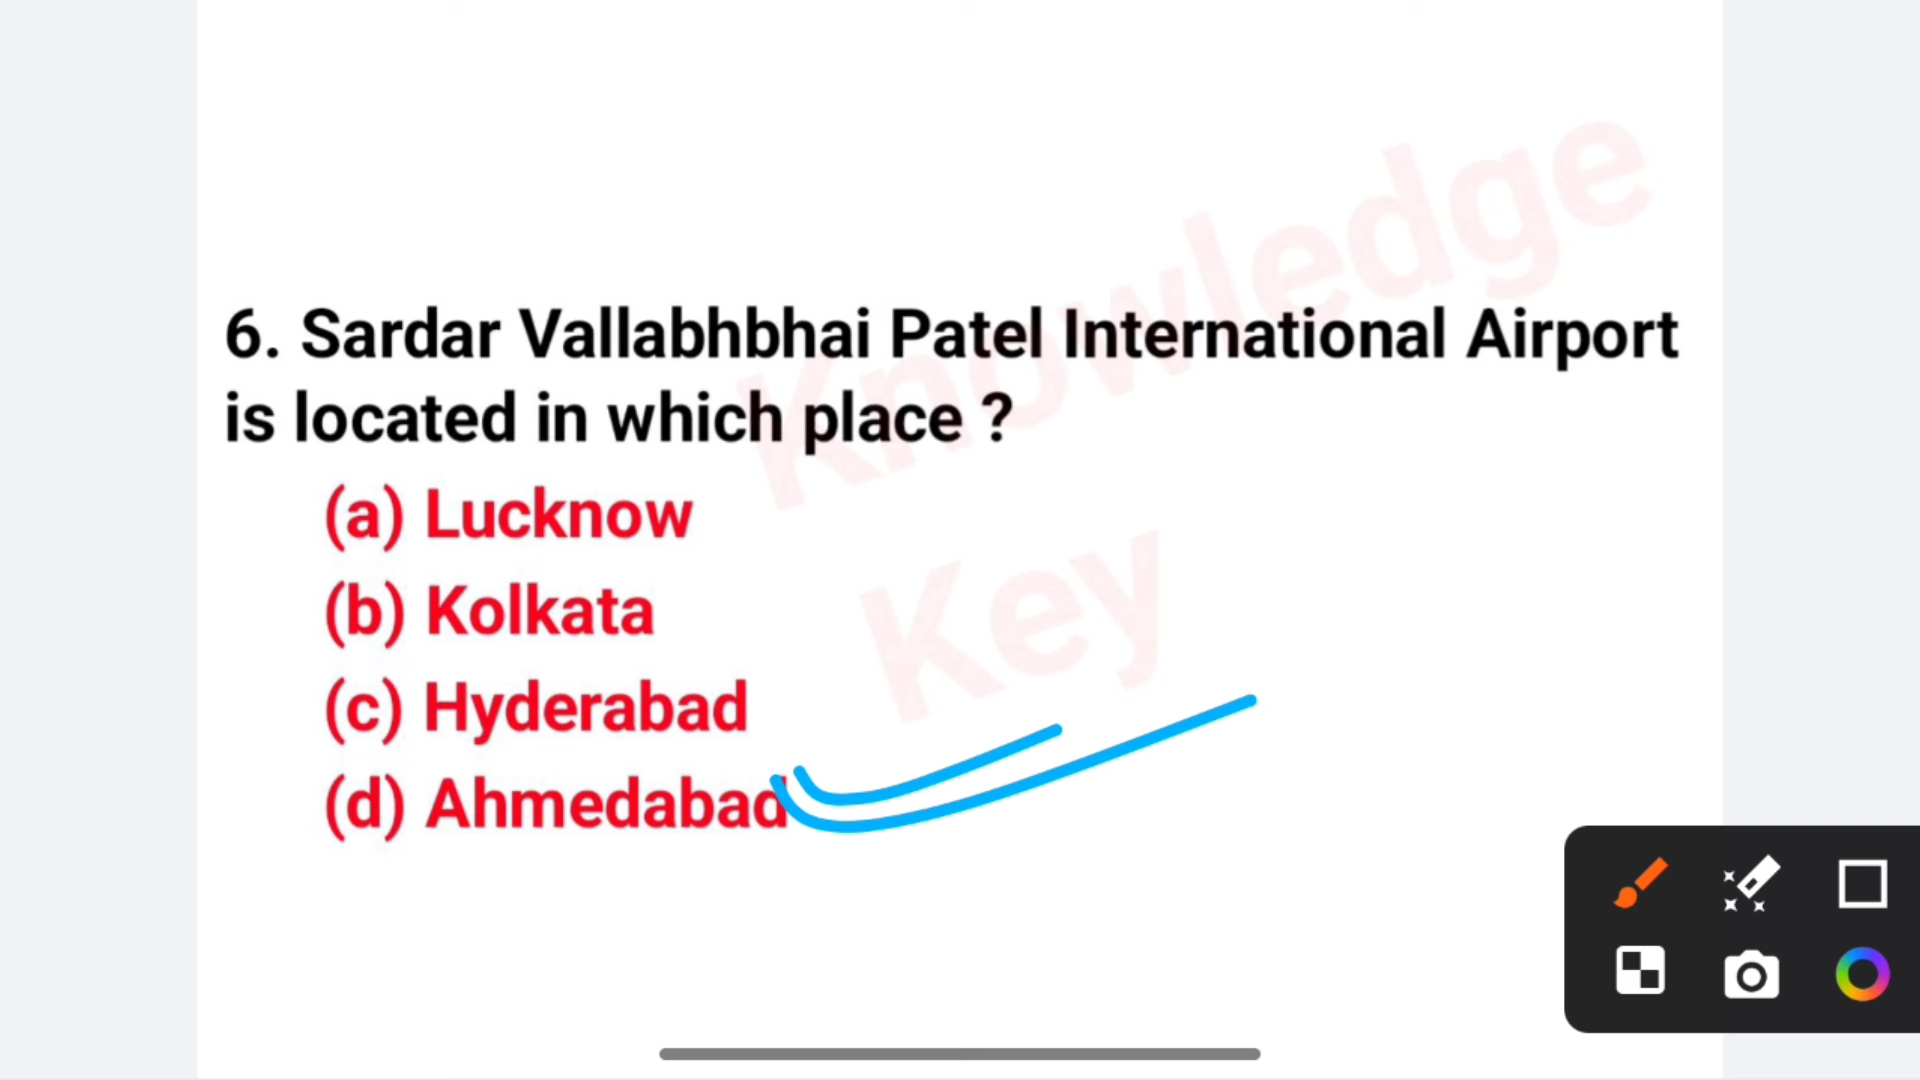 Knowledge
Key
6. Sardar Vallabhbhai Patel International Airport
is located in which place ?
(a) Lucknow
(b) Kolkata
(c) Hyderabad
(d) Ahmedabad